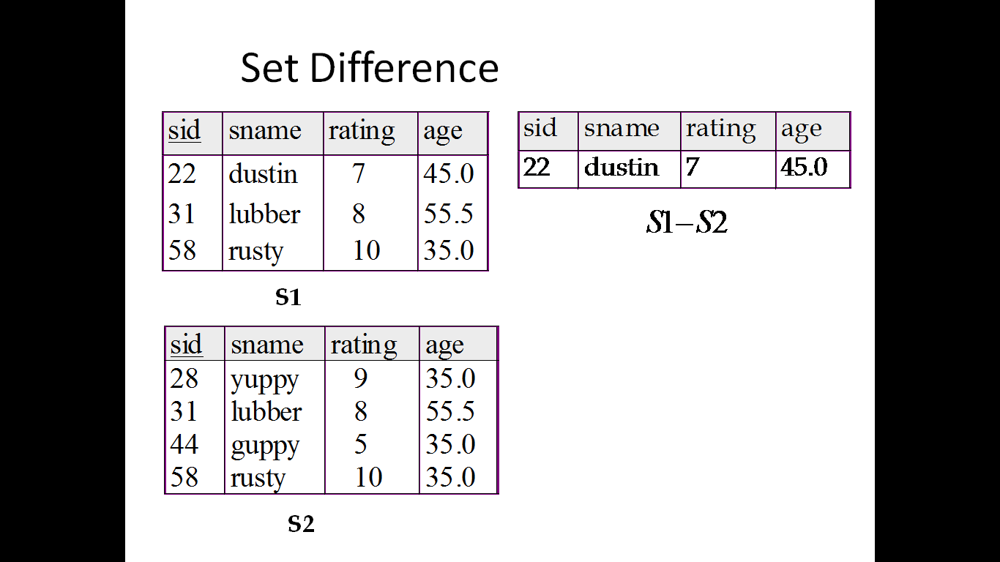 Set Difference
sid sname rating age
22 dustin 7 45.0
31 lubber 8 55.5
58 rusty 10 35.0
S1
sid sname rating age
28 yuppy 9 35.0
31 lubber 8 55.5
44 guppy 5 35.0
58 rusty 10 35.0
S2
sid sname rating age
22 dustin 7 45.0
S1–S2